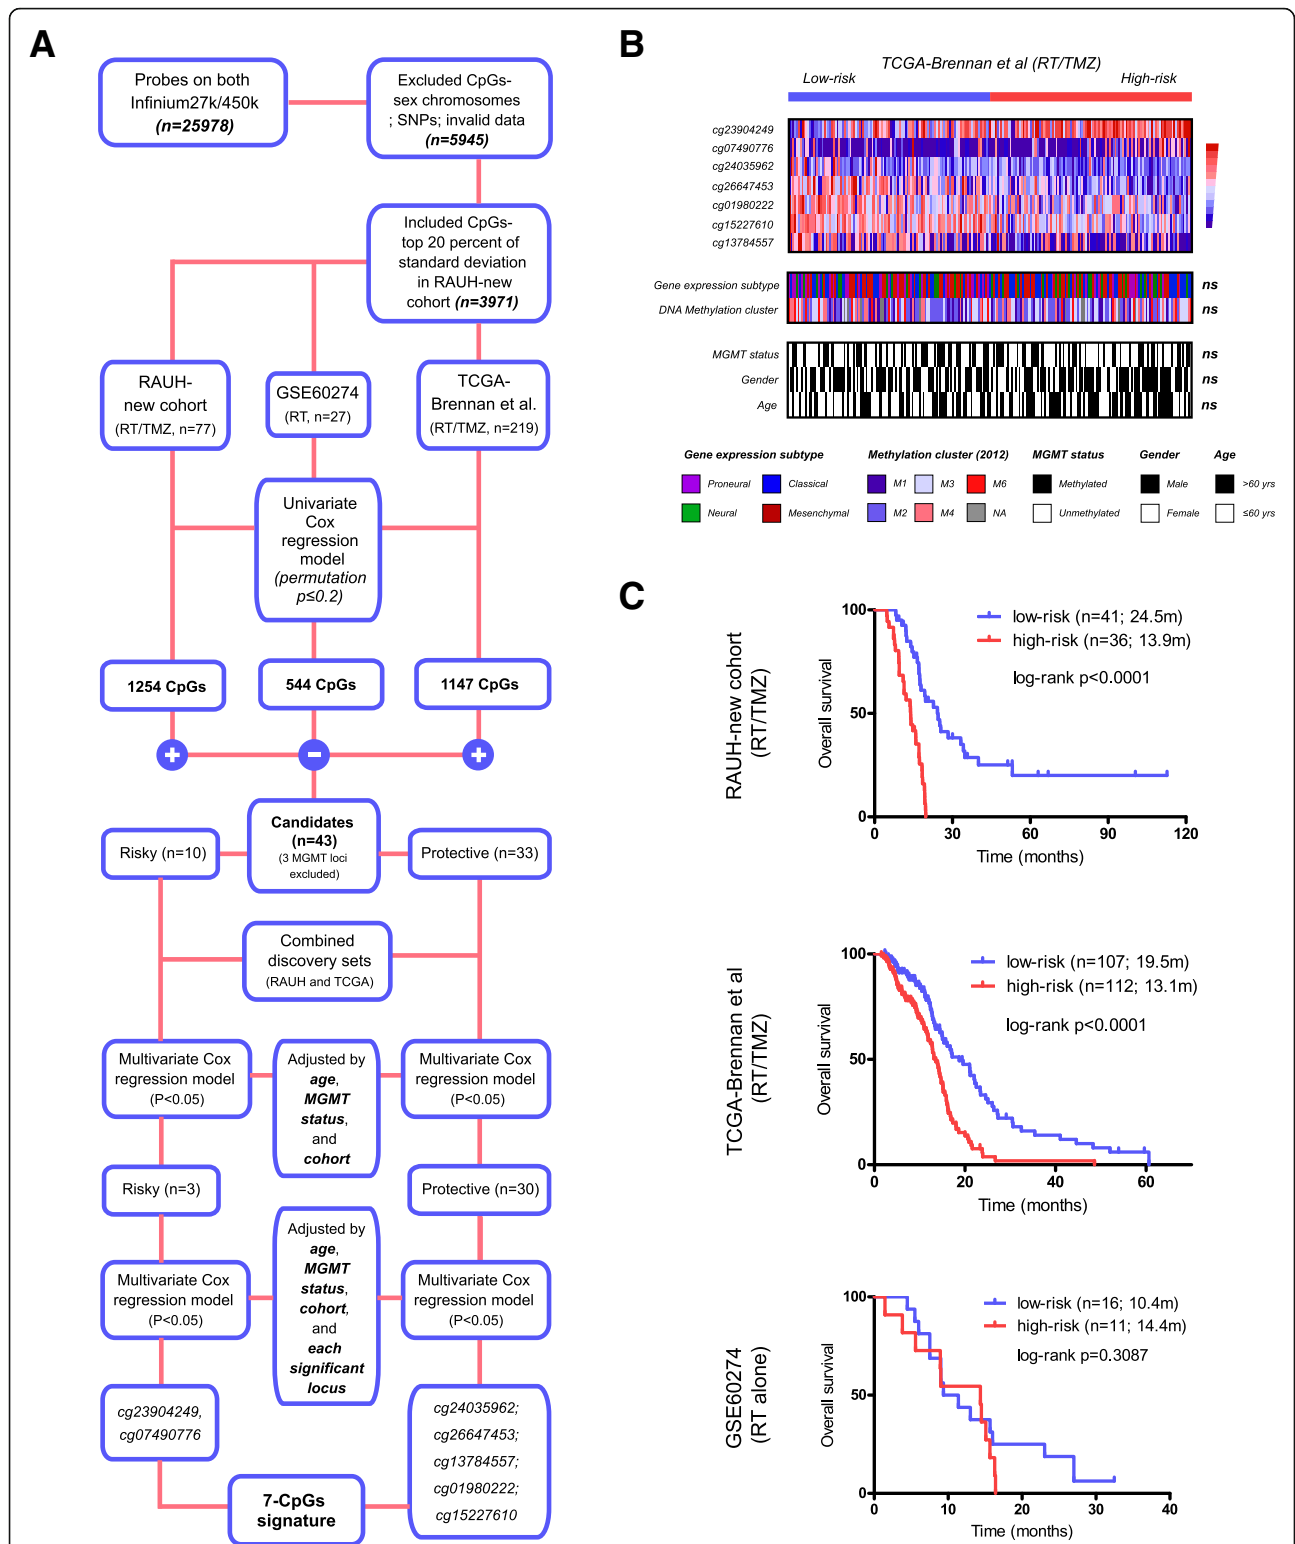 A
Probes on both
Infinium27k/450k
(n=25978)
Excluded CpGs-
sex chromosomes
; SNPs; invalid data
(n=5945)
Included CpGs-
top 20 percent of
standard deviation
in RAUH-new
cohort (n=3971)
RAUH-
new cohort
(RT/TMZ, n=77)
GSE60274
(RT, n=27)
TCGA-
Brennan et al.
(RT/TMZ, n=219)
Univariate
Cox
regression
model
(permutation
p≤0.2)
1254 CpGs
544 CpGs
1147 CpGs
+
−
+
Candidates
(n=43)
(3 MGMT loci
excluded)
Risky (n=10)
Protective (n=33)
Combined
discovery sets
(RAUH and TCGA)
Multivariate Cox
regression model
(P<0.05)
Adjusted by
age,
MGMT
status,
and
cohort
Multivariate Cox
regression model
(P<0.05)
Risky (n=3)
Protective (n=30)
Multivariate Cox
regression model
(P<0.05)
Adjusted by
age,
MGMT
status,
cohort,
and
each
significant
locus
Multivariate Cox
regression model
(P<0.05)
cg23904249,
cg07490776
cg24035962;
cg26647453;
cg13784557;
cg01980222;
cg15227610
7-CpGs
signature
B
TCGA-Brennan et al (RT/TMZ)
Low-risk
High-risk
cg23904249
cg07490776
cg24035962
cg26647453
cg01980222
cg15227610
cg13784557
Gene expression subtype
ns
DNA Methylation cluster
ns
MGMT status
ns
Gender
ns
Age
ns
Gene expression subtype
Methylation cluster (2012)
MGMT status
Gender
Age
Proneural
Classical
M1
M3
M6
Methylated
Male
>60 yrs
Neural
Mesenchymal
M2
M4
NA
Unmethylated
Female
≤60 yrs
C
RAUH-new cohort
(RT/TMZ)
Overall survival
100
50
0
low-risk (n=41; 24.5m)
high-risk (n=36; 13.9m)
log-rank p<0.0001
0 30 60 90 120
Time (months)
TCGA-Brennan et al
(RT/TMZ)
Overall survival
100
50
0
low-risk (n=107; 19.5m)
high-risk (n=112; 13.1m)
log-rank p<0.0001
0 20 40 60
Time (months)
GSE60274
(RT alone)
Overall survival
100
50
0
low-risk (n=16; 10.4m)
high-risk (n=11; 14.4m)
log-rank p=0.3087
0 10 20 30 40
Time (months)